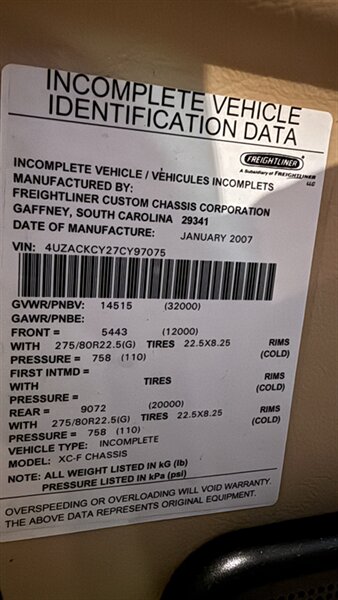 INCOMPLETE VEHICLE
IDENTIFICATION DATA
FREIGHTLINER
A Subsidiary of FREIGHTLINER LLC
INCOMPLETE VEHICLE / VÉHICULES INCOMPLETS
MANUFACTURED BY:
FREIGHTLINER CUSTOM CHASSIS CORPORATION
GAFFNEY, SOUTH CAROLINA 29341
DATE OF MANUFACTURE: JANUARY 2007
VIN: 4UZACKCY27CY97075
GVWR/PNBV: 14515 (32000)
GAWR/PNBE:
FRONT = 5443 (12000)
WITH 275/80R22.5(G) TIRES 22.5X8.25 RIMS
PRESSURE = 758 (110) (COLD)
FIRST INTMD =
WITH TIRES RIMS
PRESSURE = (COLD)
REAR = 9072 (20000)
WITH 275/80R22.5(G) TIRES 22.5X8.25 RIMS
PRESSURE = 758 (110) (COLD)
VEHICLE TYPE: INCOMPLETE
MODEL: XC-F CHASSIS
NOTE: ALL WEIGHT LISTED IN kG (lb)
PRESSURE LISTED IN kPa (psi)
OVERSPEEDING OR OVERLOADING WILL VOID WARRANTY.
THE ABOVE DATA REPRESENTS ORIGINAL EQUIPMENT.